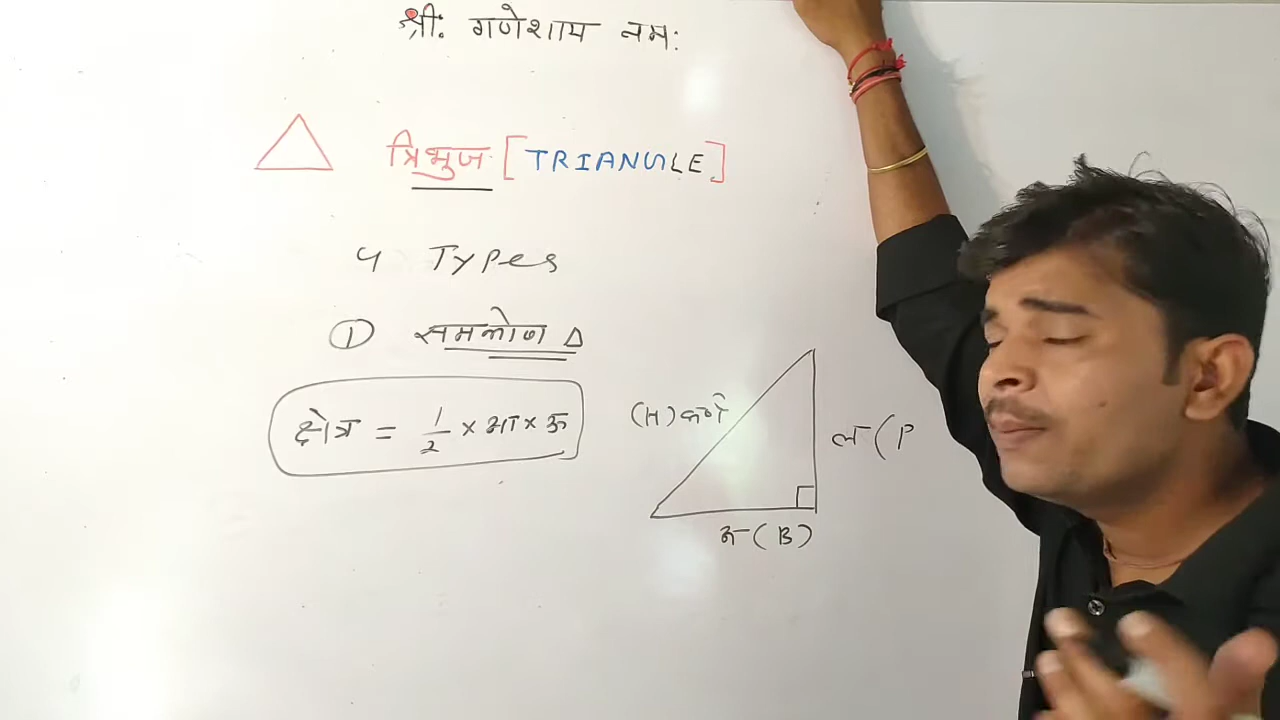 श्री: गणेशाय नम:
त्रिभुज [TRIANGLE]
4 Types
① समकोण Δ
क्षेत्र = 1/2 × आ × ऊ
(H) कर्ण
ल (P
(B)